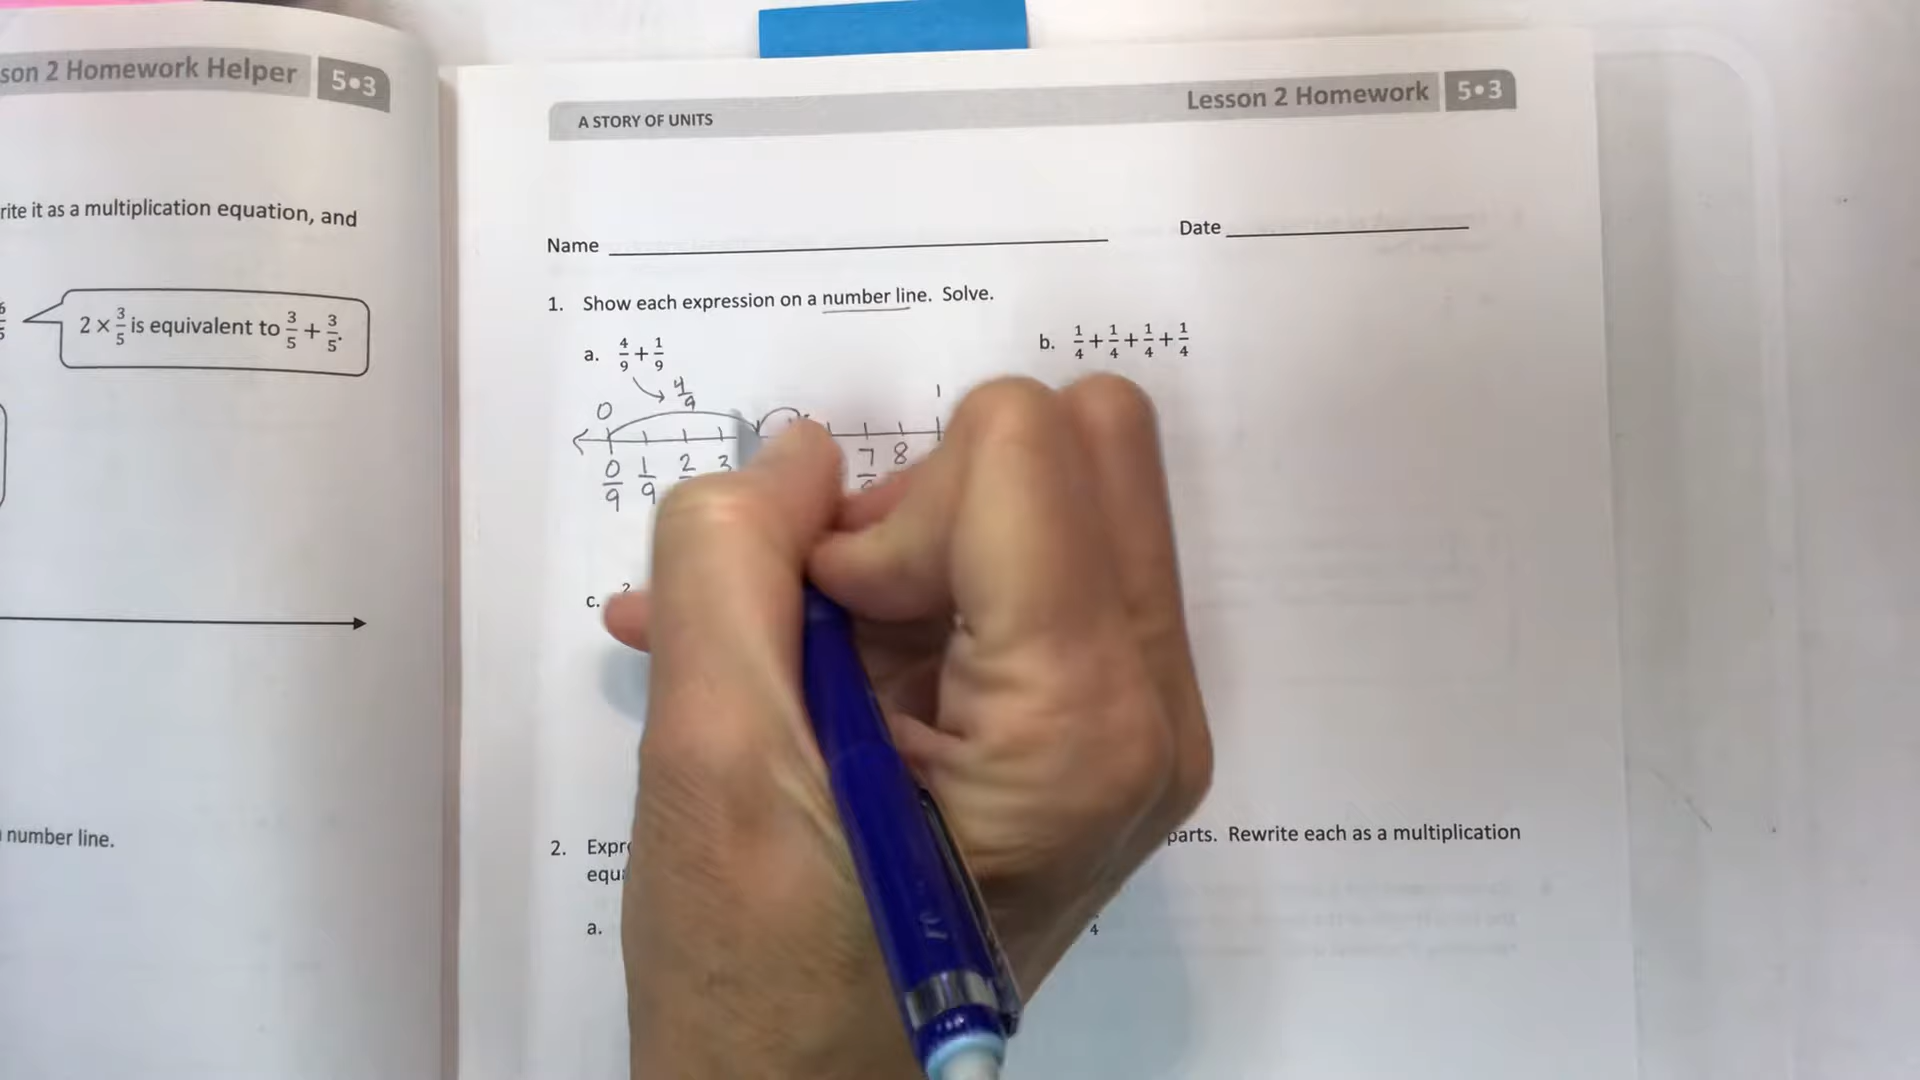 son 2 Homework Helper 5•3
rite it as a multiplication equation, and
2 × 3/5 is equivalent to 3/5 + 3/5.
number line.
A STORY OF UNITS
Lesson 2 Homework 5•3
Name
Date
1. Show each expression on a number line. Solve.
a. 4/9 + 1/9
b. 1/4 + 1/4 + 1/4 + 1/4
4/9
0 1
0/9 1/9 2 3 7 8
c. 2
2. Expr parts. Rewrite each as a multiplication
equa
a. 4